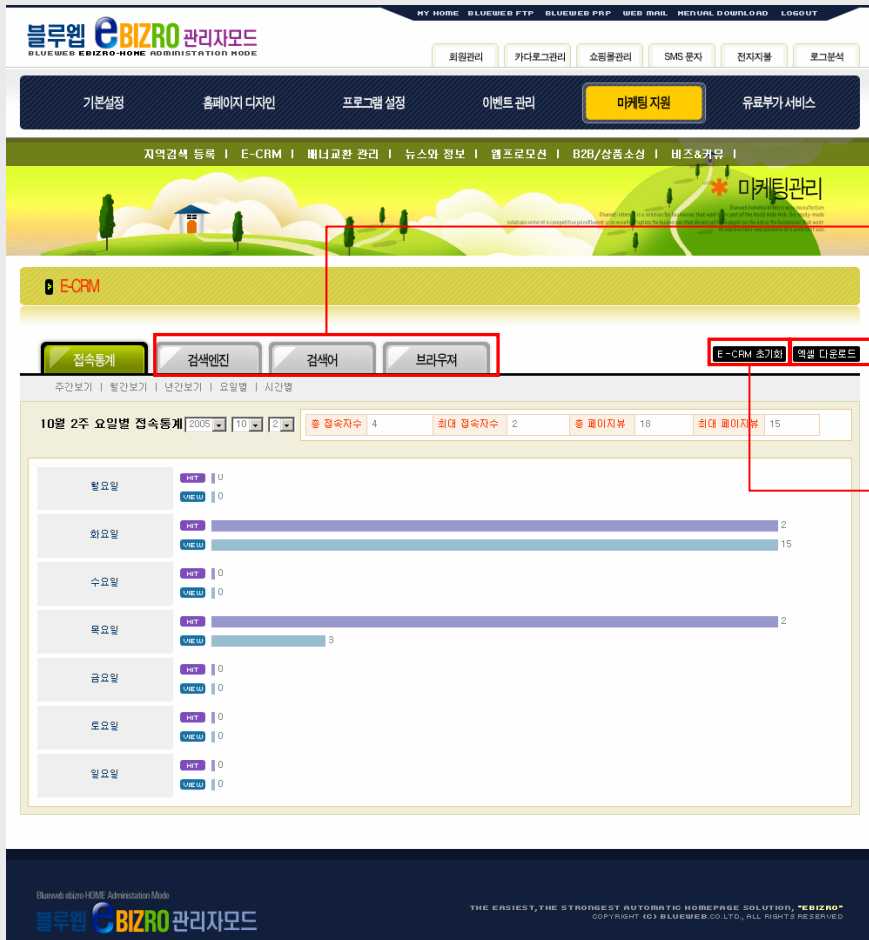 MY HOME BLUEWEB FTP BLUEWEB PRP WEB MAIL MENUAL DOWNLOAD LOGOUT
블루웹 eBIZRO 관리자모드
BLUEWEB EBIZRO-HOME ADMINISTATION MODE
회원관리 카다로그관리 쇼핑몰관리 SMS 문자 전자지불 로그분석
기본설정 홈페이지 디자인 프로그램 설정 이벤트 관리 마케팅 지원 유료부가 서비스
지역검색 등록 | E-CRM | 배너교환 관리 | 뉴스와 정보 | 웹프로모션 | B2B/상품소싱 | 비즈&커뮤 |
* 마케팅관리
E-CRM
접속통계 검색엔진 검색어 브라우져
E-CRM 초기화 엑셀 다운로드
주간보기 | 월간보기 | 년간보기 | 요일별 | 시간별
10월 2주 요일별 접속통계 2005 10 2 총 접속자수 4 최대 접속자수 2 총 페이지뷰 18 최대 페이지뷰 15
월요일
HIT 0
VIEW 0
화요일
HIT 2
VIEW 15
수요일
HIT 0
VIEW 0
목요일
HIT 2
VIEW 3
금요일
HIT 0
VIEW 0
토요일
HIT 0
VIEW 0
일요일
HIT 0
VIEW 0
Blueweb ebizro HOME Administation Mode
블루웹 eBIZRO 관리자모드
THE EASIEST,THE STRONGEST AUTOMATIC HOMEPAGE SOLUTION, "EBIZRO"
COPYRIGHT (C) BLUEWEB.CO.LTD., ALL RIGHTS RESERVED